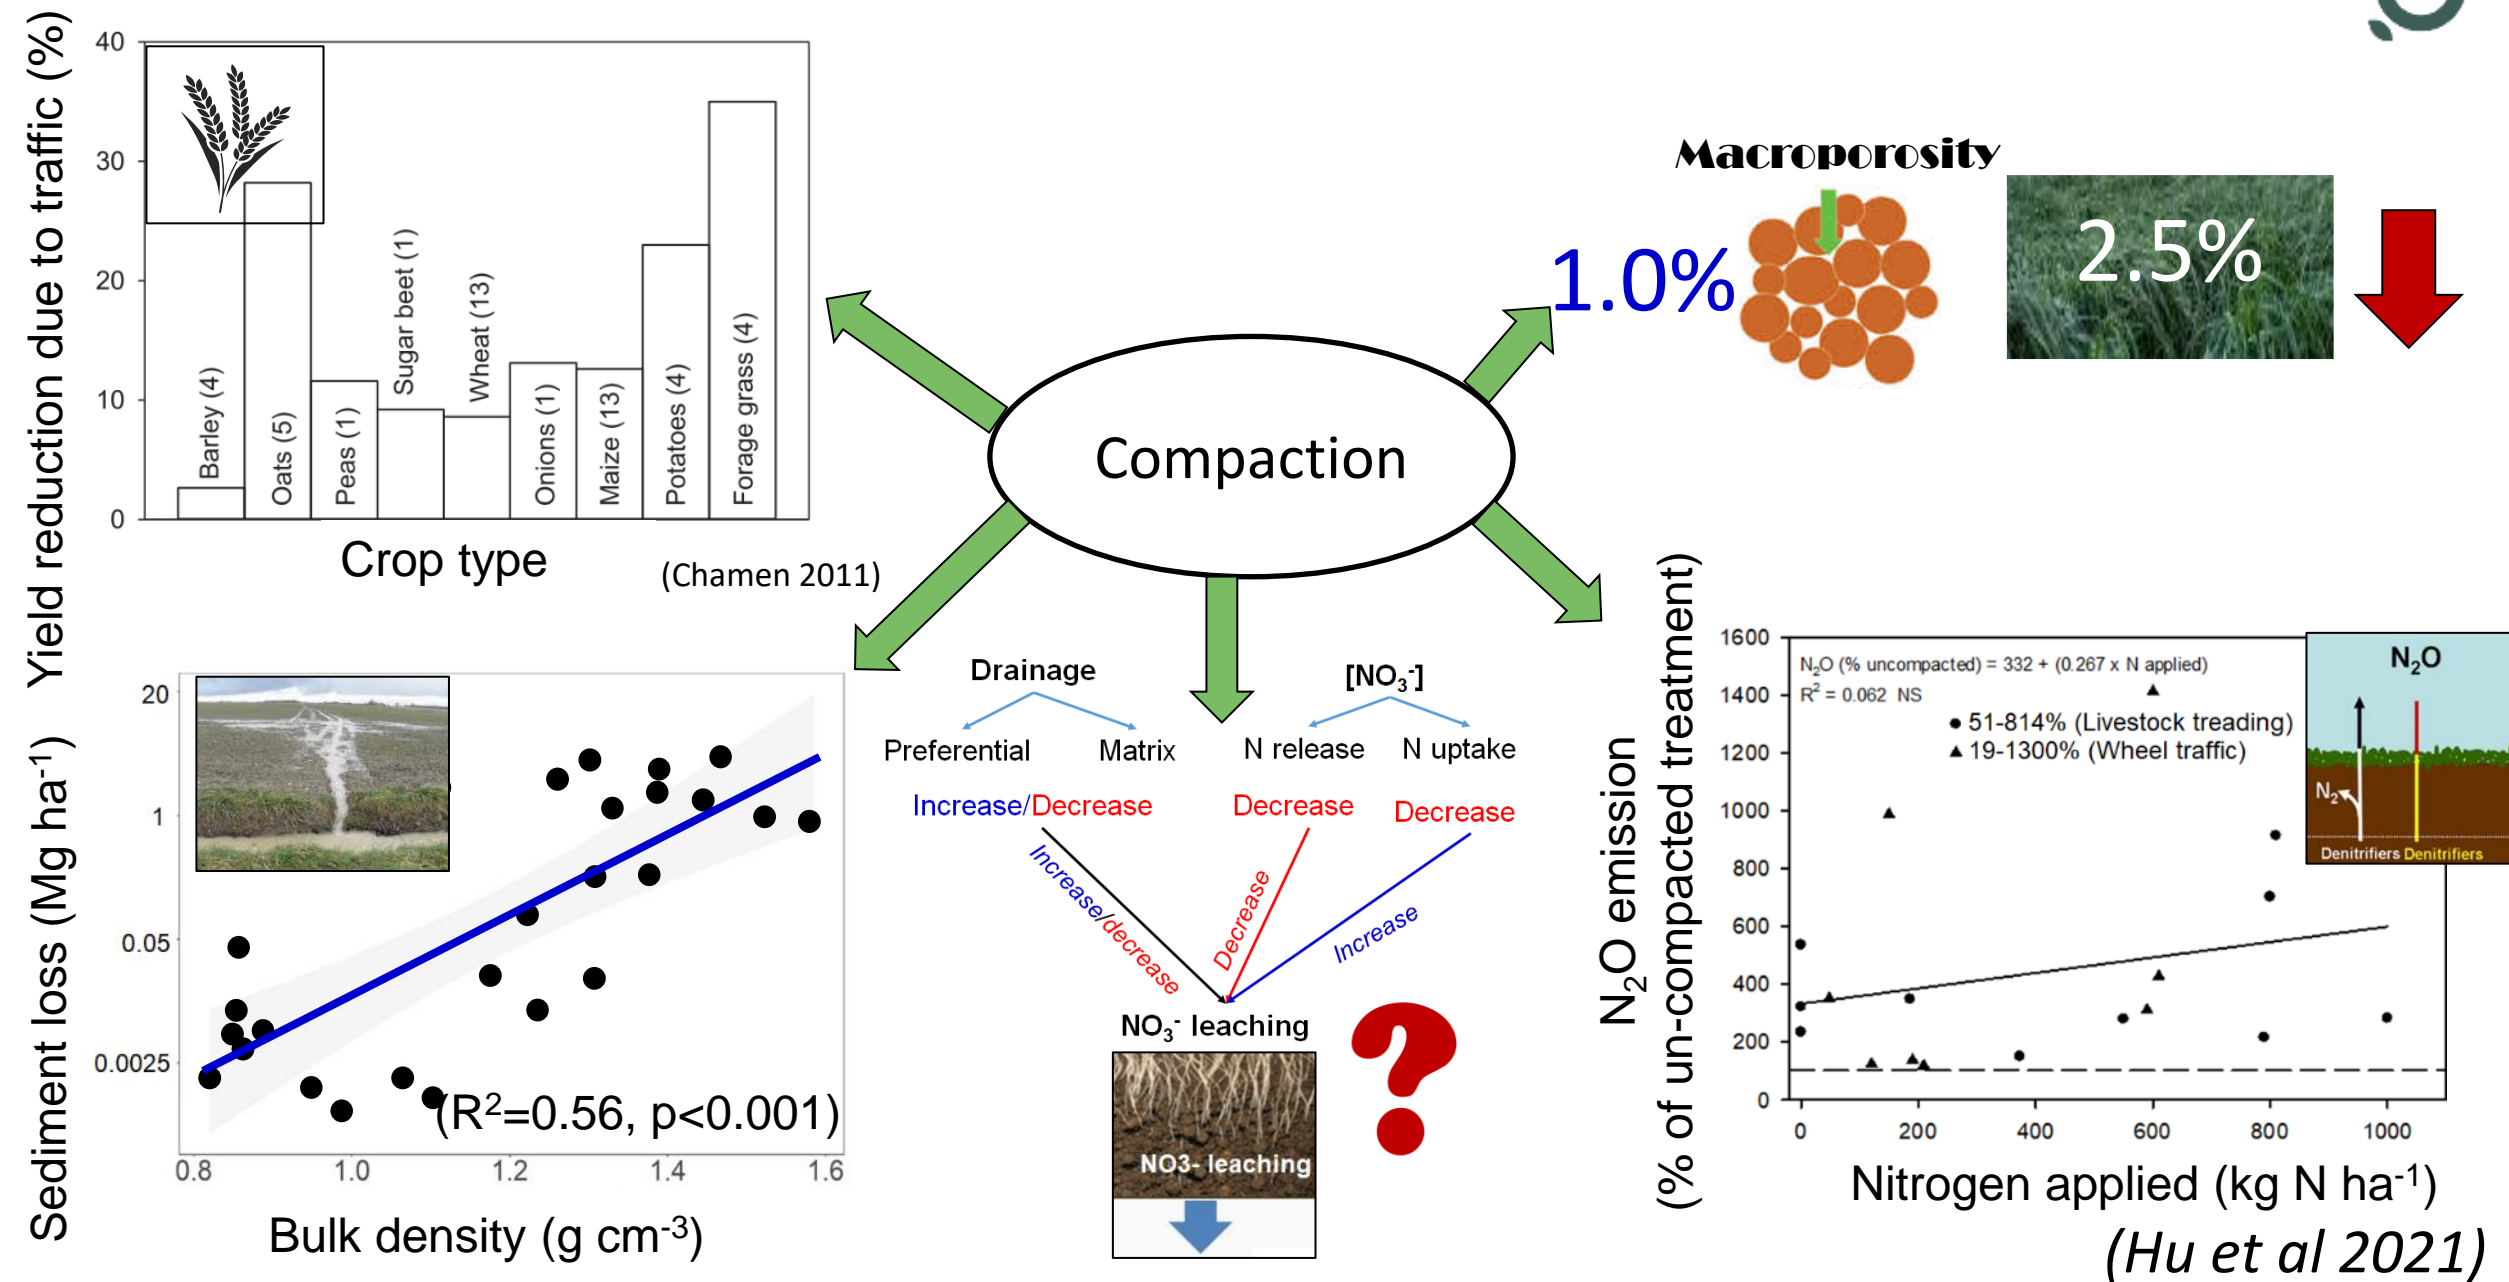 Yield reduction due to traffic (%)
40
30
20
10
0
Barley (4)
Oats (5)
Peas (1)
Sugar beet (1)
Wheat (13)
Onions (1)
Maize (13)
Potatoes (4)
Forage grass (4)
Crop type
(Chamen 2011)
Macroporosity
1.0%
2.5%
Compaction
Sediment loss (Mg ha-1)
20
1
0.05
0.0025
(R2=0.56, p<0.001)
0.8 1.0 1.2 1.4 1.6
Bulk density (g cm-3)
Drainage
[NO3-]
Preferential Matrix N release N uptake
Increase/Decrease Decrease Decrease
Increase/decrease
Decrease
Increase
NO3- leaching
?
NO3- leaching
N2O emission
(% of un-compacted treatment)
1600
1400
1200
1000
800
600
400
200
0
N2O (% uncompacted) = 332 + (0.267 x N applied)
R2 = 0.062 NS
51-814% (Livestock treading)
19-1300% (Wheel traffic)
N2O
N2
Denitrifiers Denitrifiers
0 200 400 600 800 1000
Nitrogen applied (kg N ha-1)
(Hu et al 2021)